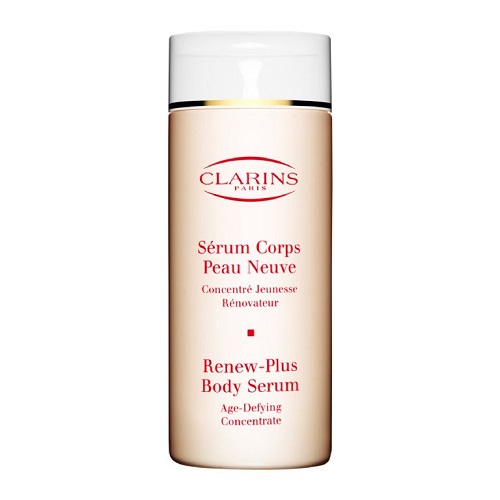 CLARINS
PARIS
Sérum Corps
Peau Neuve
Concentré Jeunesse
Rénovateur
Renew-Plus
Body Serum
Age-Defying
Concentrate